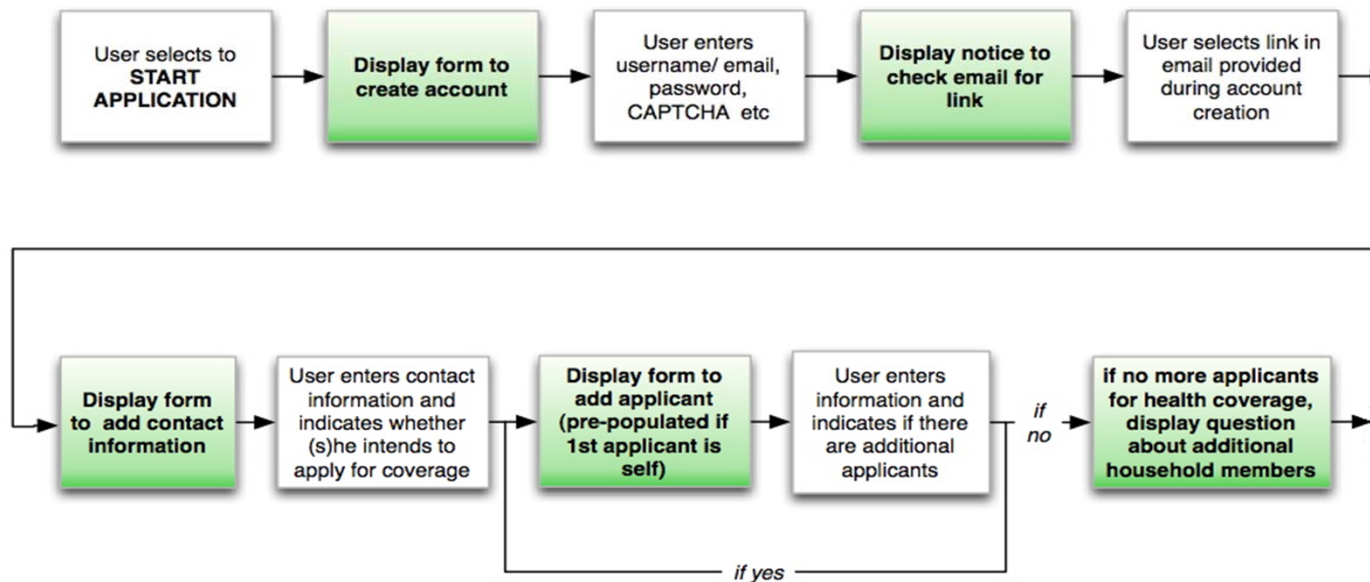 User selects to
START
APPLICATION
Display form to
create account
User enters
username/ email,
password,
CAPTCHA etc
Display notice to
check email for
link
User selects link in
email provided
during account
creation
Display form
to add contact
information
User enters contact
information and
indicates whether
(s)he intends to
apply for coverage
Display form to
add applicant
(pre-populated if
1st applicant is
self)
User enters
information and
indicates if there
are additional
applicants
if
no
if no more applicants
for health coverage,
display question
about additional
household members
if yes